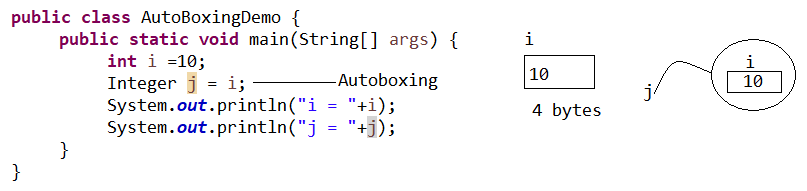 public class AutoBoxingDemo {
public static void main(String[] args) {
int i =10;
Integer j = i; Autoboxing
System.out.println("i = "+i);
System.out.println("j = "+j);
}
}
i
10
4 bytes
j
i
10